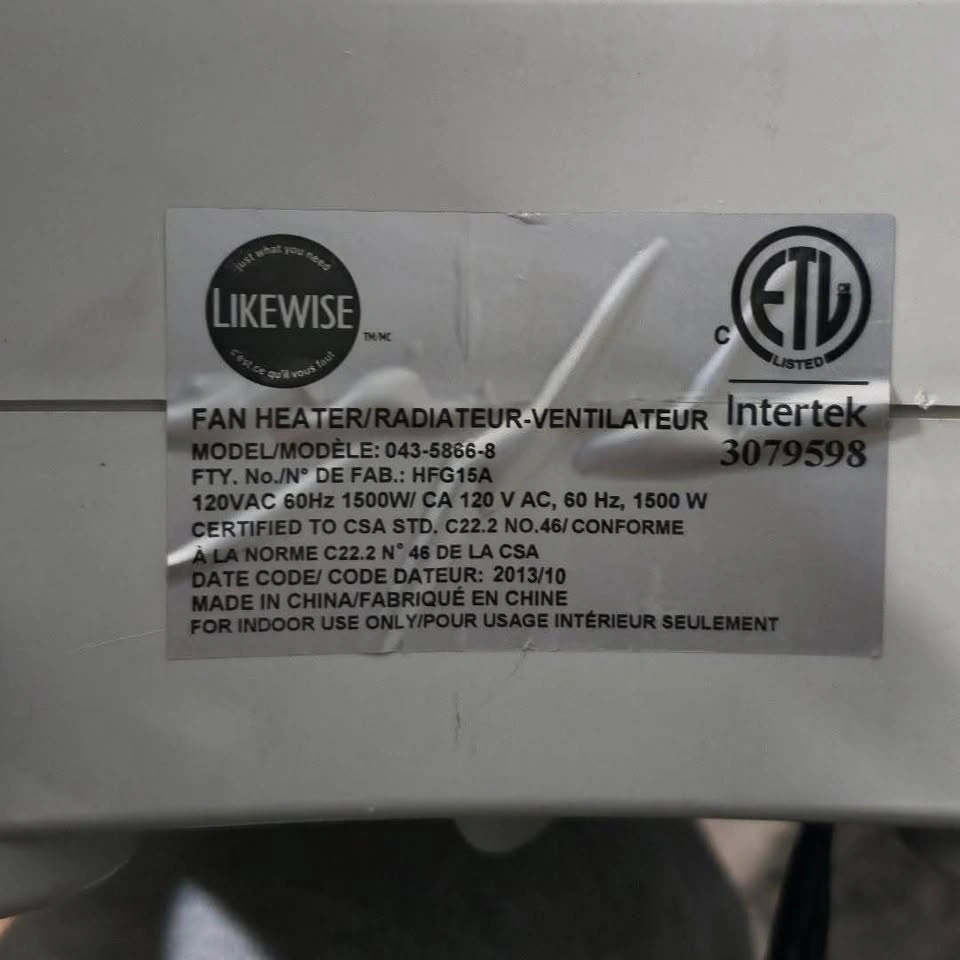 just what you need
LIKEWISE
TM/MC
c'est ce qu'il vous faut
ETL
CM
C
LISTED
Intertek
3079598
FAN HEATER/RADIATEUR-VENTILATEUR
MODEL/MODÈLE: 043-5866-8
FTY. No./N° DE FAB.: HFG15A
120VAC 60Hz 1500W/ CA 120 V AC, 60 Hz, 1500 W
CERTIFIED TO CSA STD. C22.2 NO.46/ CONFORME
À LA NORME C22.2 N° 46 DE LA CSA
DATE CODE/ CODE DATEUR: 2013/10
MADE IN CHINA/FABRIQUÉ EN CHINE
FOR INDOOR USE ONLY/POUR USAGE INTÉRIEUR SEULEMENT